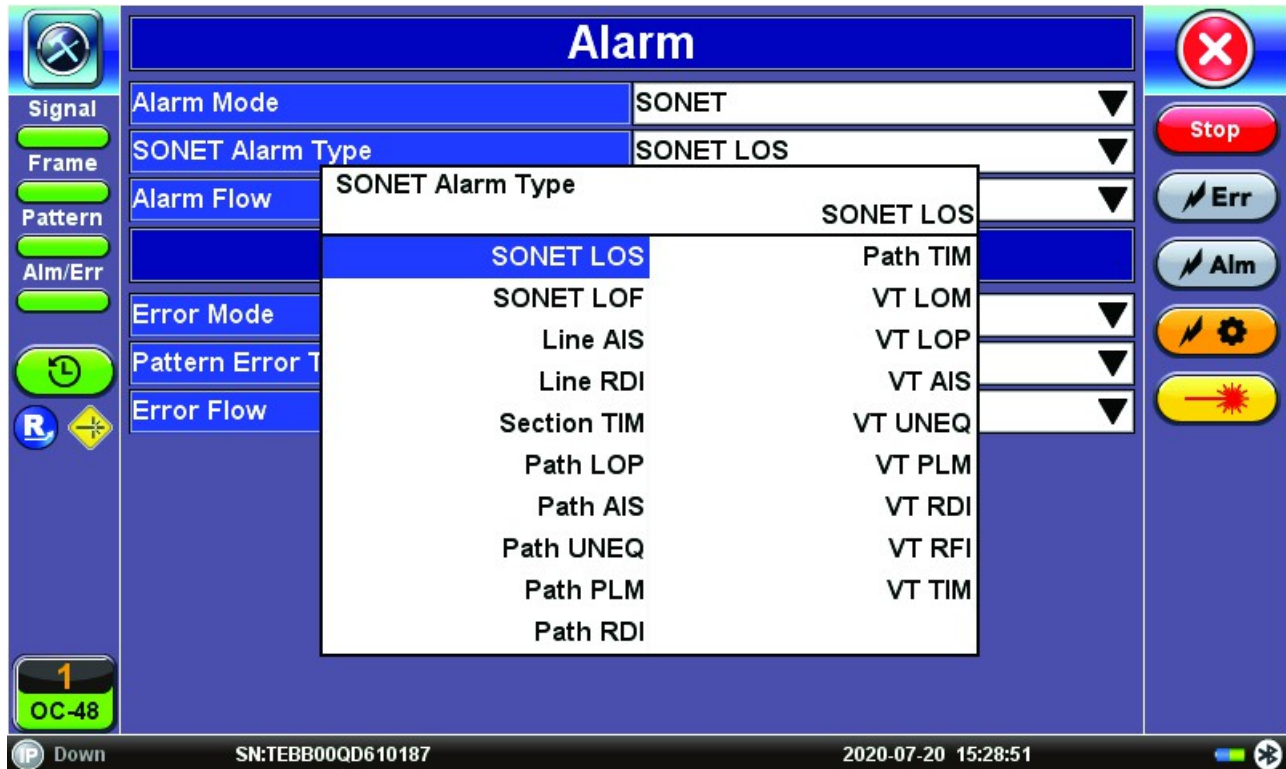 Alarm
Signal
Frame
Pattern
Alm/Err
R
1
OC-48
Alarm Mode SONET
SONET Alarm Type SONET LOS
Alarm Flow
Error Mode
Pattern Error T
Error Flow
SONET Alarm Type
SONET LOS
SONET LOS
SONET LOF
Line AIS
Line RDI
Section TIM
Path LOP
Path AIS
Path UNEQ
Path PLM
Path RDI
Path TIM
VT LOM
VT LOP
VT AIS
VT UNEQ
VT PLM
VT RDI
VT RFI
VT TIM
Stop
Err
Alm
IP Down SN:TEBB00QD610187 2020-07-20 15:28:51